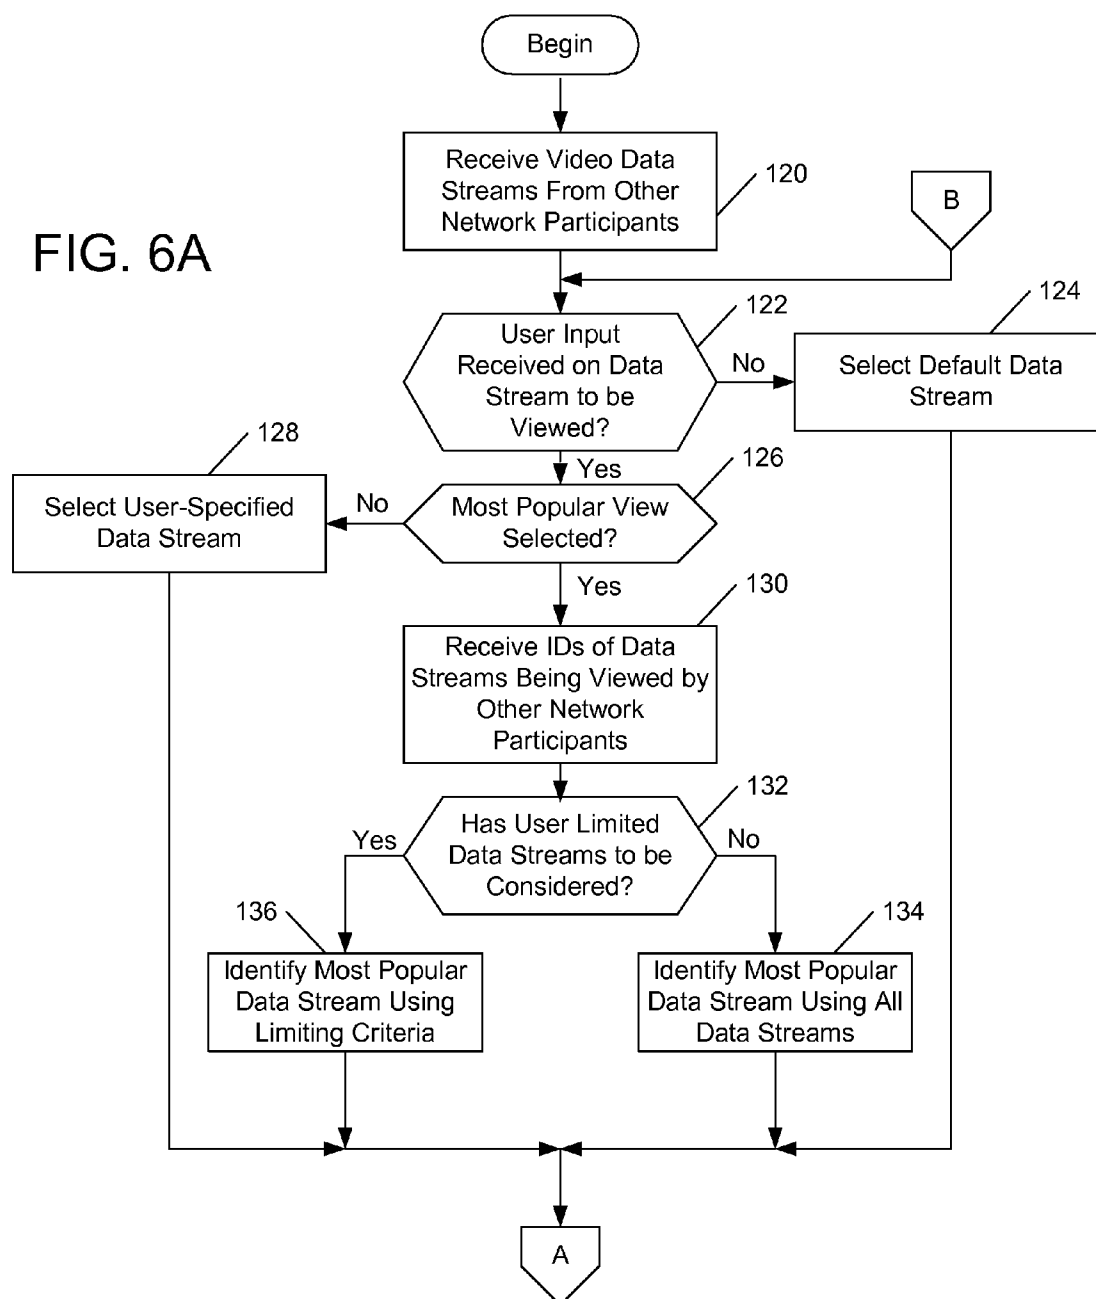 Begin
Receive Video Data
Streams From Other
Network Participants
120
B
FIG. 6A
122
User Input
Received on Data
Stream to be
Viewed?
No
124
Select Default Data
Stream
Yes
126
Most Popular View
Selected?
No
128
Select User-Specified
Data Stream
Yes
130
Receive IDs of Data
Streams Being Viewed by
Other Network
Participants
132
Has User Limited
Data Streams to be
Considered?
Yes
No
136
Identify Most Popular
Data Stream Using
Limiting Criteria
134
Identify Most Popular
Data Stream Using All
Data Streams
A